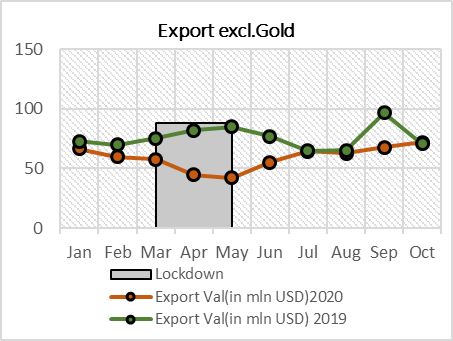 Export excl.Gold
150
100
50
0
Jan Feb Mar Apr May Jun Jul Aug Sep Oct
Lockdown
Export Val(in mln USD)2020
Export Val(in mln USD) 2019